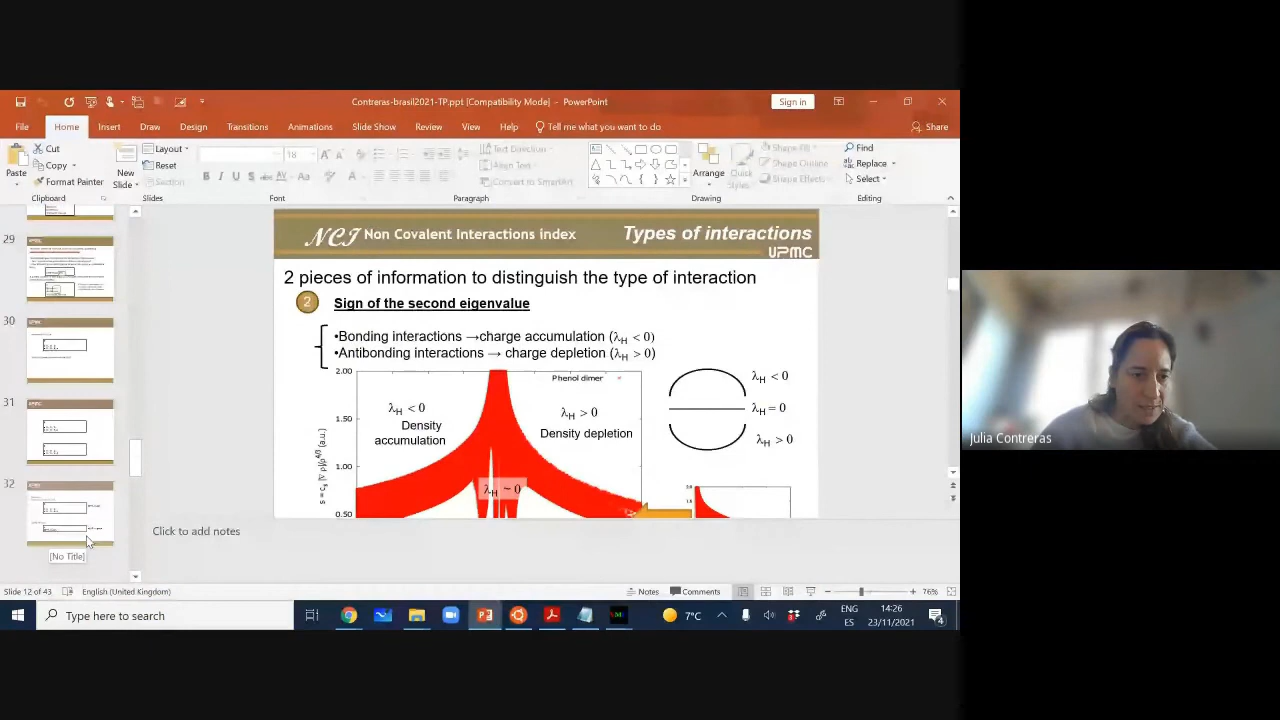 Contreras-brasil2021-TP.ppt [Compatibility Mode] - PowerPoint
Sign in
File Home Insert Draw Design Transitions Animations Slide Show Review View Help Tell me what you want to do Share
Paste Cut Copy Format Painter
Clipboard
New Slide Layout Reset Section
Slides
18
B I U S abc AV Aa A
Font
Text Direction Align Text Convert to SmartArt
Paragraph
Arrange Quick Styles Shape Fill Shape Outline Shape Effects
Drawing
Find Replace Select
Editing
29
30
31
32
[No Title]
NCI Non Covalent Interactions index
Types of interactions
UPMC
2 pieces of information to distinguish the type of interaction
2 Sign of the second eigenvalue
•Bonding interactions →charge accumulation (λH < 0)
•Antibonding interactions → charge depletion (λH > 0)
2.00
1.50
1.00
0.50
Phenol dimer
λH < 0
Density
accumulation
λH > 0
Density depletion
λH ~ 0
λH < 0
λH = 0
λH > 0
Click to add notes
Slide 12 of 43 English (United Kingdom) Notes Comments 76%
Type here to search
7°C
ENG
ES
14:26
23/11/2021
4
Julia Contreras